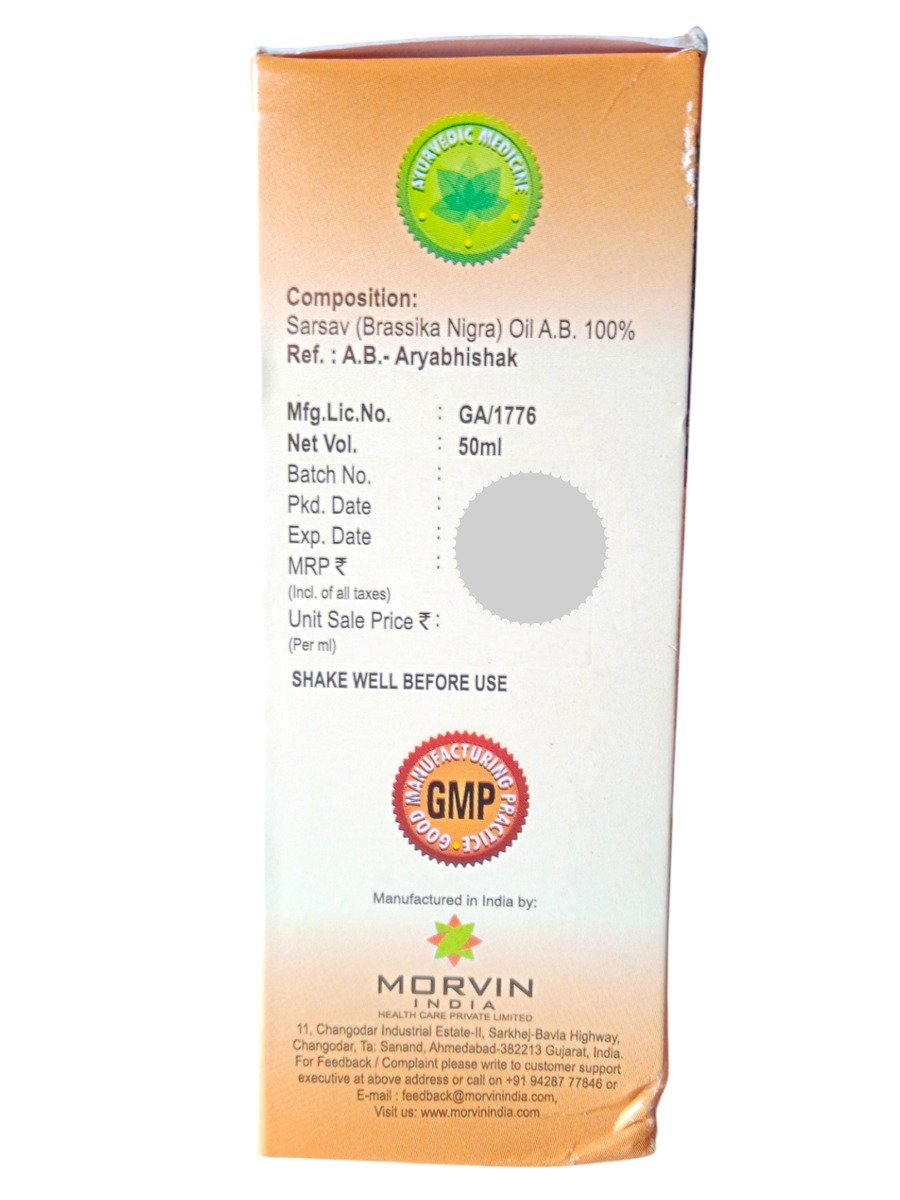 AYURVEDIC MEDICINE
Composition:
Sarsav (Brassika Nigra) Oil A.B. 100%
Ref. : A.B.- Aryabhishak
Mfg.Lic.No. : GA/1776
Net Vol. : 50ml
Batch No. :
Pkd. Date :
Exp. Date :
MRP ₹ :
(Incl. of all taxes)
Unit Sale Price ₹ :
(Per ml)
SHAKE WELL BEFORE USE
GOOD MANUFACTURING PRACTICE
GMP
Manufactured in India by:
MORVIN
INDIA
HEALTH CARE PRIVATE LIMITED
11, Changodar Industrial Estate-II, Sarkhej-Bavla Highway,
Changodar, Ta: Sanand, Ahmedabad-382213 Gujarat, India.
For Feedback / Complaint please write to customer support
executive at above address or call on +91 94287 77846 or
E-mail : feedback@morvinindia.com,
Visit us: www.morvinindia.com